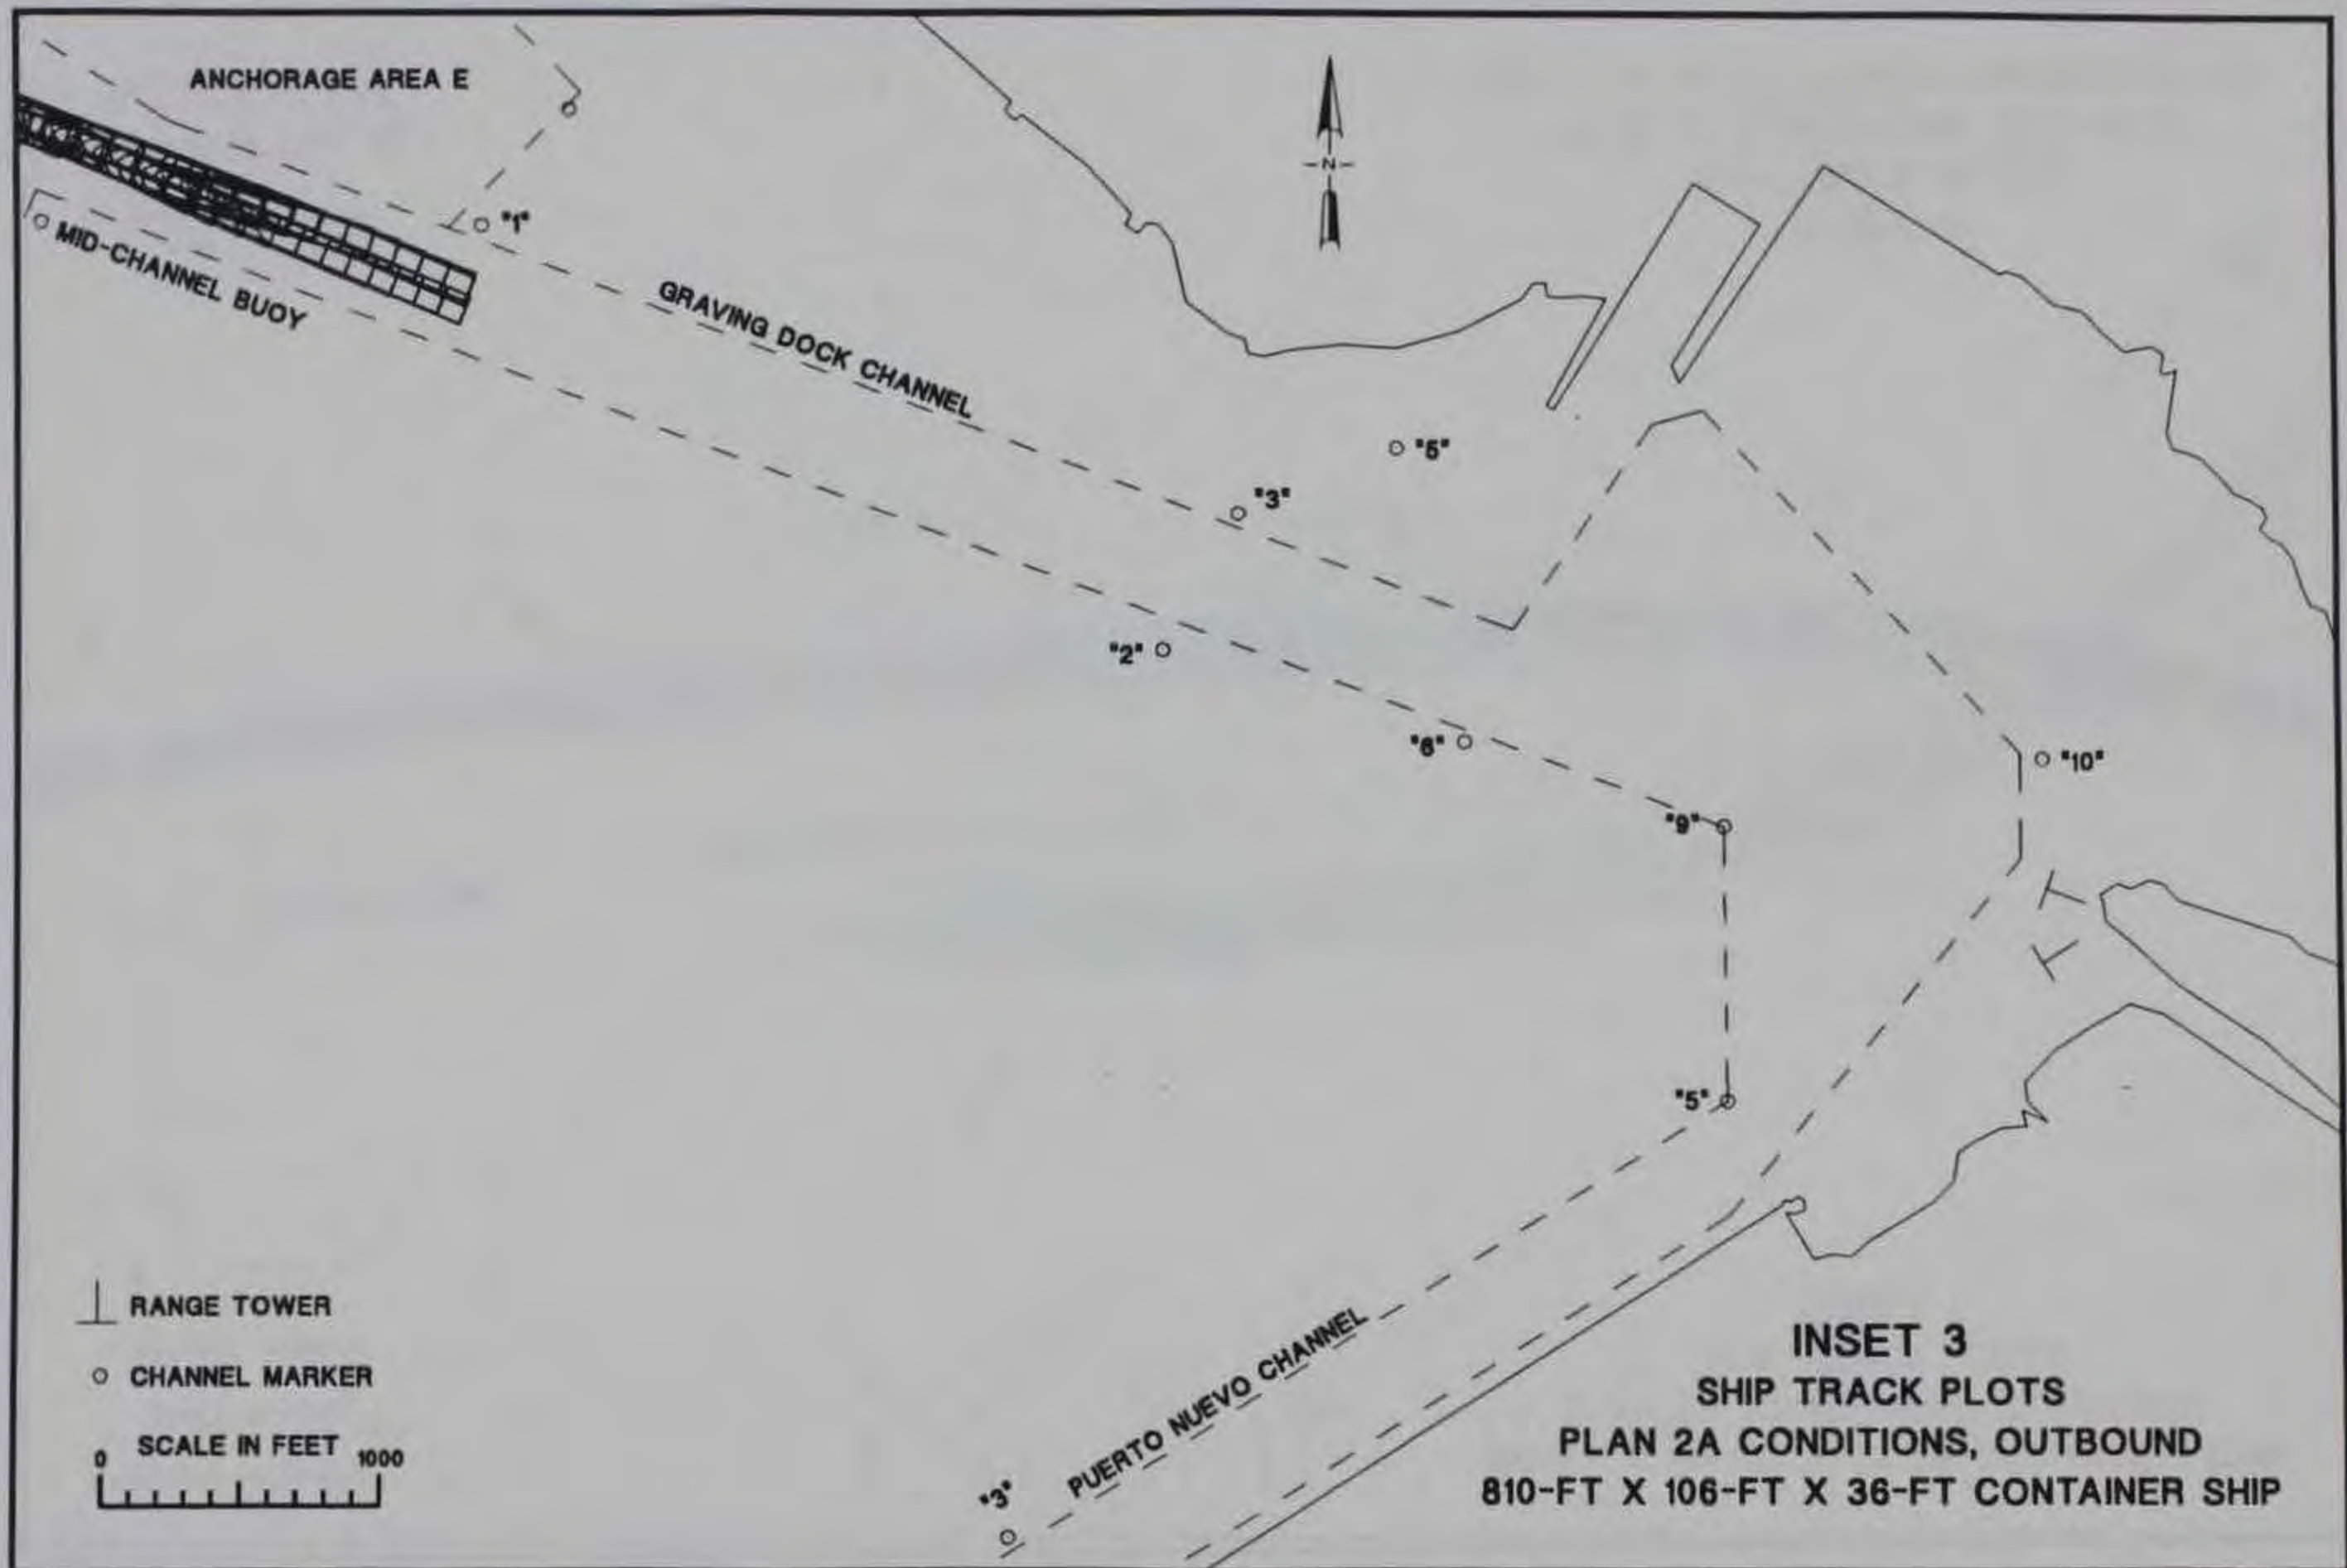 ANCHORAGE AREA E
"1"
MID-CHANNEL BUOY
GRAVING DOCK CHANNEL
N
"5"
"3"
"2"
"6"
"9"
"10"
"5"
PUERTO NUEVO CHANNEL
"3"
RANGE TOWER
CHANNEL MARKER
SCALE IN FEET
0 1000
INSET 3
SHIP TRACK PLOTS
PLAN 2A CONDITIONS, OUTBOUND
810-FT X 106-FT X 36-FT CONTAINER SHIP